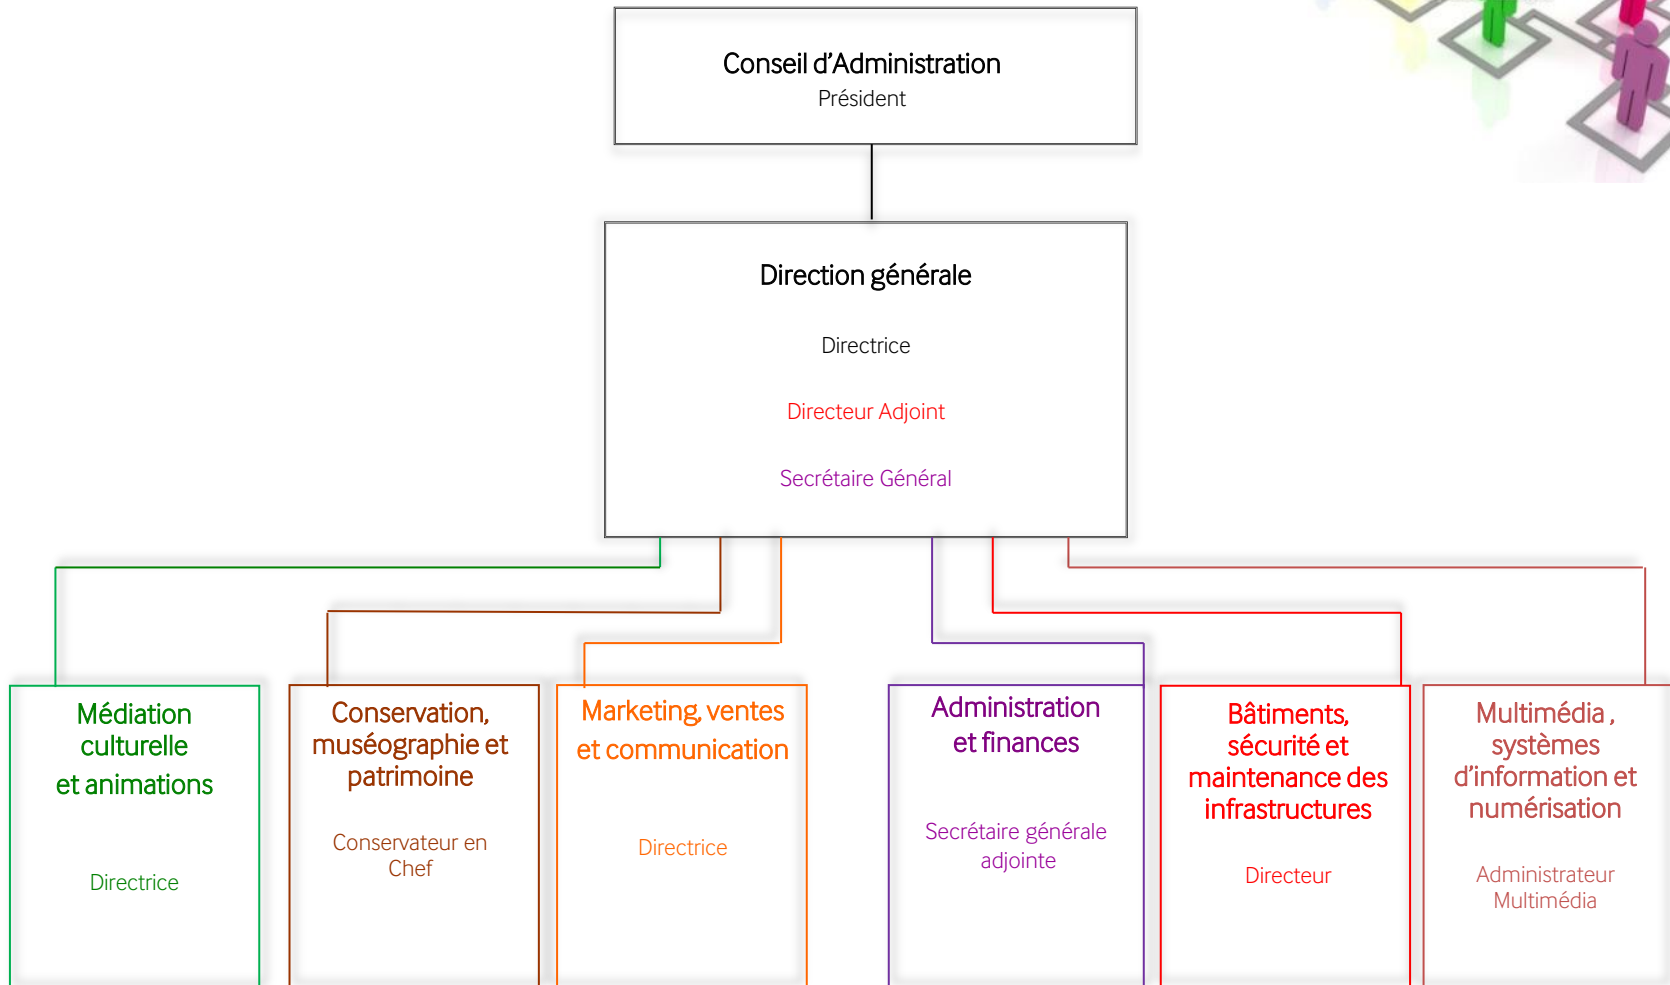 Conseil d'Administration
Président
Direction générale
Directrice
Directeur Adjoint
Secrétaire Général
Médiation
culturelle
et animations
Directrice
Conservation,
muséographie et
patrimoine
Conservateur en
Chef
Marketing, ventes
et communication
Directrice
Administration
et finances
Secrétaire générale
adjointe
Bâtiments,
sécurité et
maintenance des
infrastructures
Directeur
Multimédia ,
systèmes
d'information et
numérisation
Administrateur
Multimédia